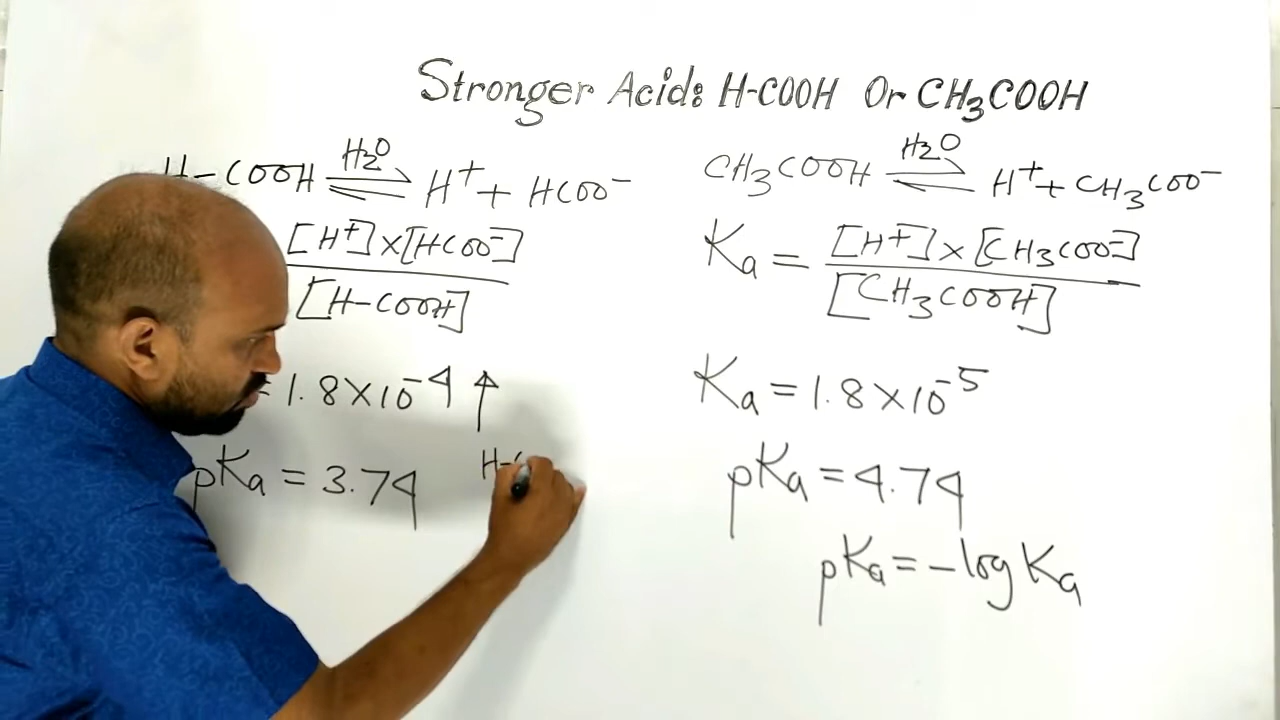 Stronger Acid: H-COOH Or CH₃COOH
H-COOH ⇌ H⁺ + HCOO⁻
H₂O
[H⁺]×[HCOO⁻]
[H-COOH]
= 1.8×10⁻⁴ ↑
pKa = 3.74
H-C
CH₃COOH ⇌ H⁺ + CH₃COO⁻
H₂O
Ka = [H⁺]×[CH₃COO⁻]
[CH₃COOH]
Ka = 1.8×10⁻⁵
pKa = 4.74
pKa = -log Ka